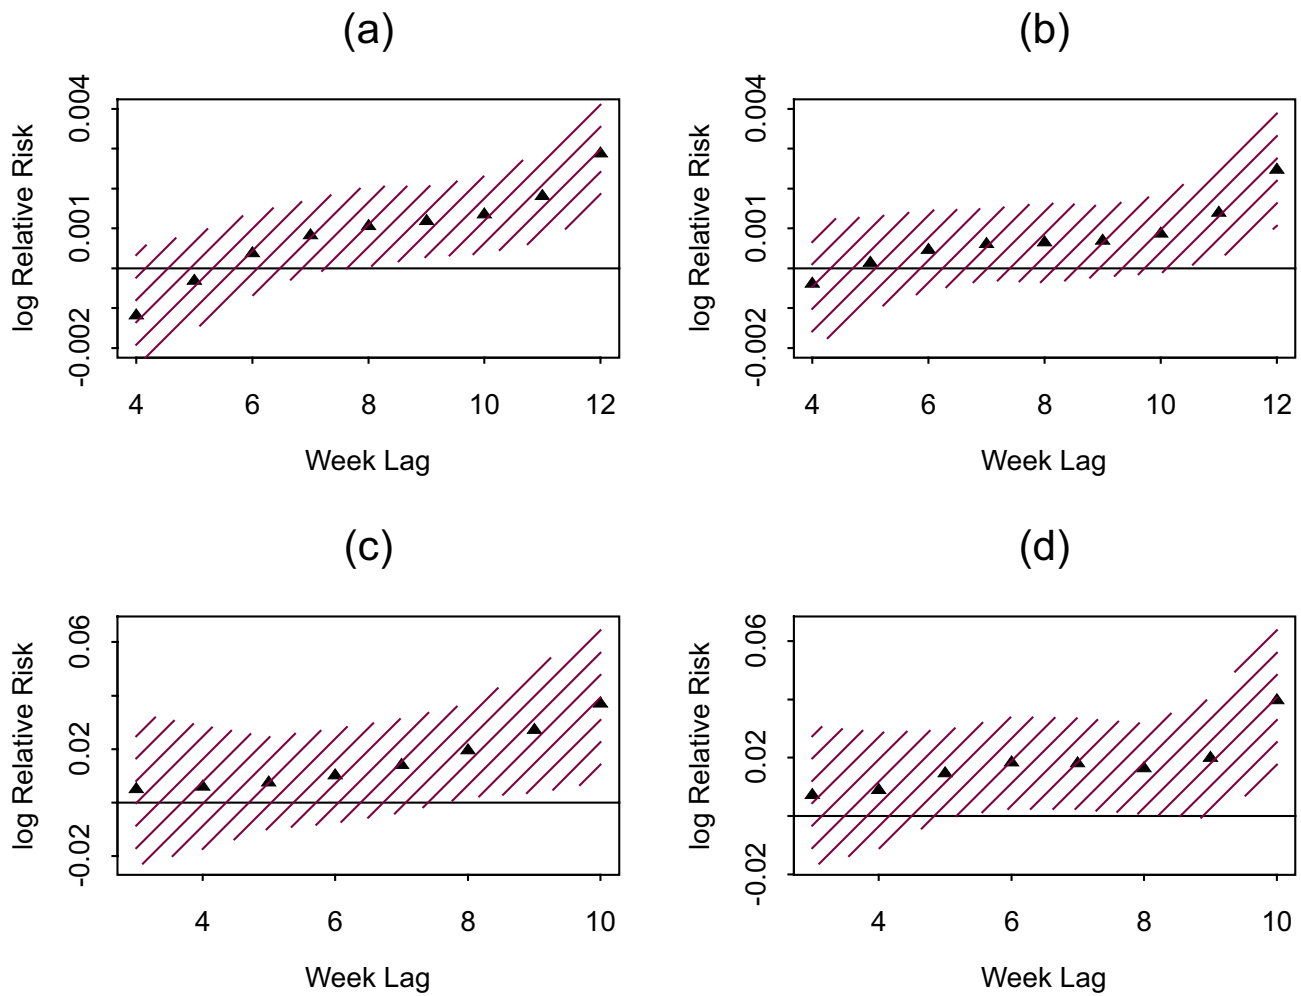 (a)
log Relative Risk
0.004
0.001
-0.002
4 6 8 10 12
Week Lag
(b)
log Relative Risk
0.004
0.001
-0.002
4 6 8 10 12
Week Lag
(c)
log Relative Risk
0.06
0.02
-0.02
4 6 8 10
Week Lag
(d)
log Relative Risk
0.06
0.02
-0.02
4 6 8 10
Week Lag